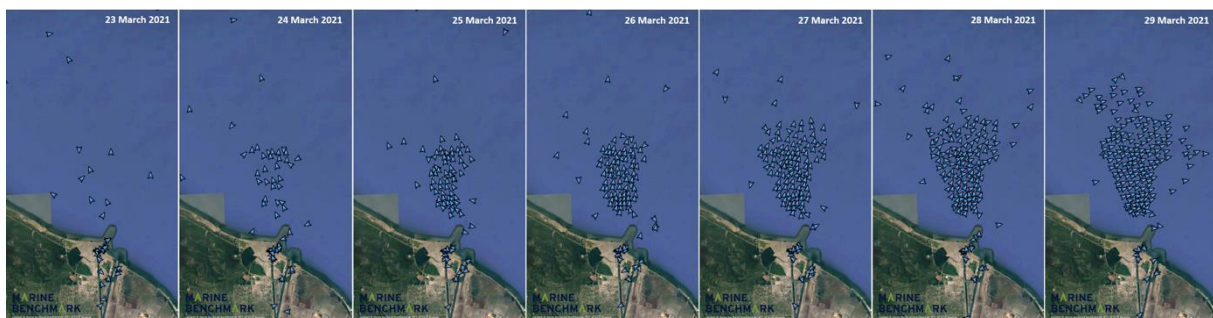 23 March 2021
24 March 2021
25 March 2021
26 March 2021
27 March 2021
28 March 2021
29 March 2021
MARINE
BENCHMARK
MARINE
BENCHMARK
MARINE
BENCHMARK
MARINE
BENCHMARK
MARINE
BENCHMARK
MARINE
BENCHMARK
MARINE
BENCHMARK